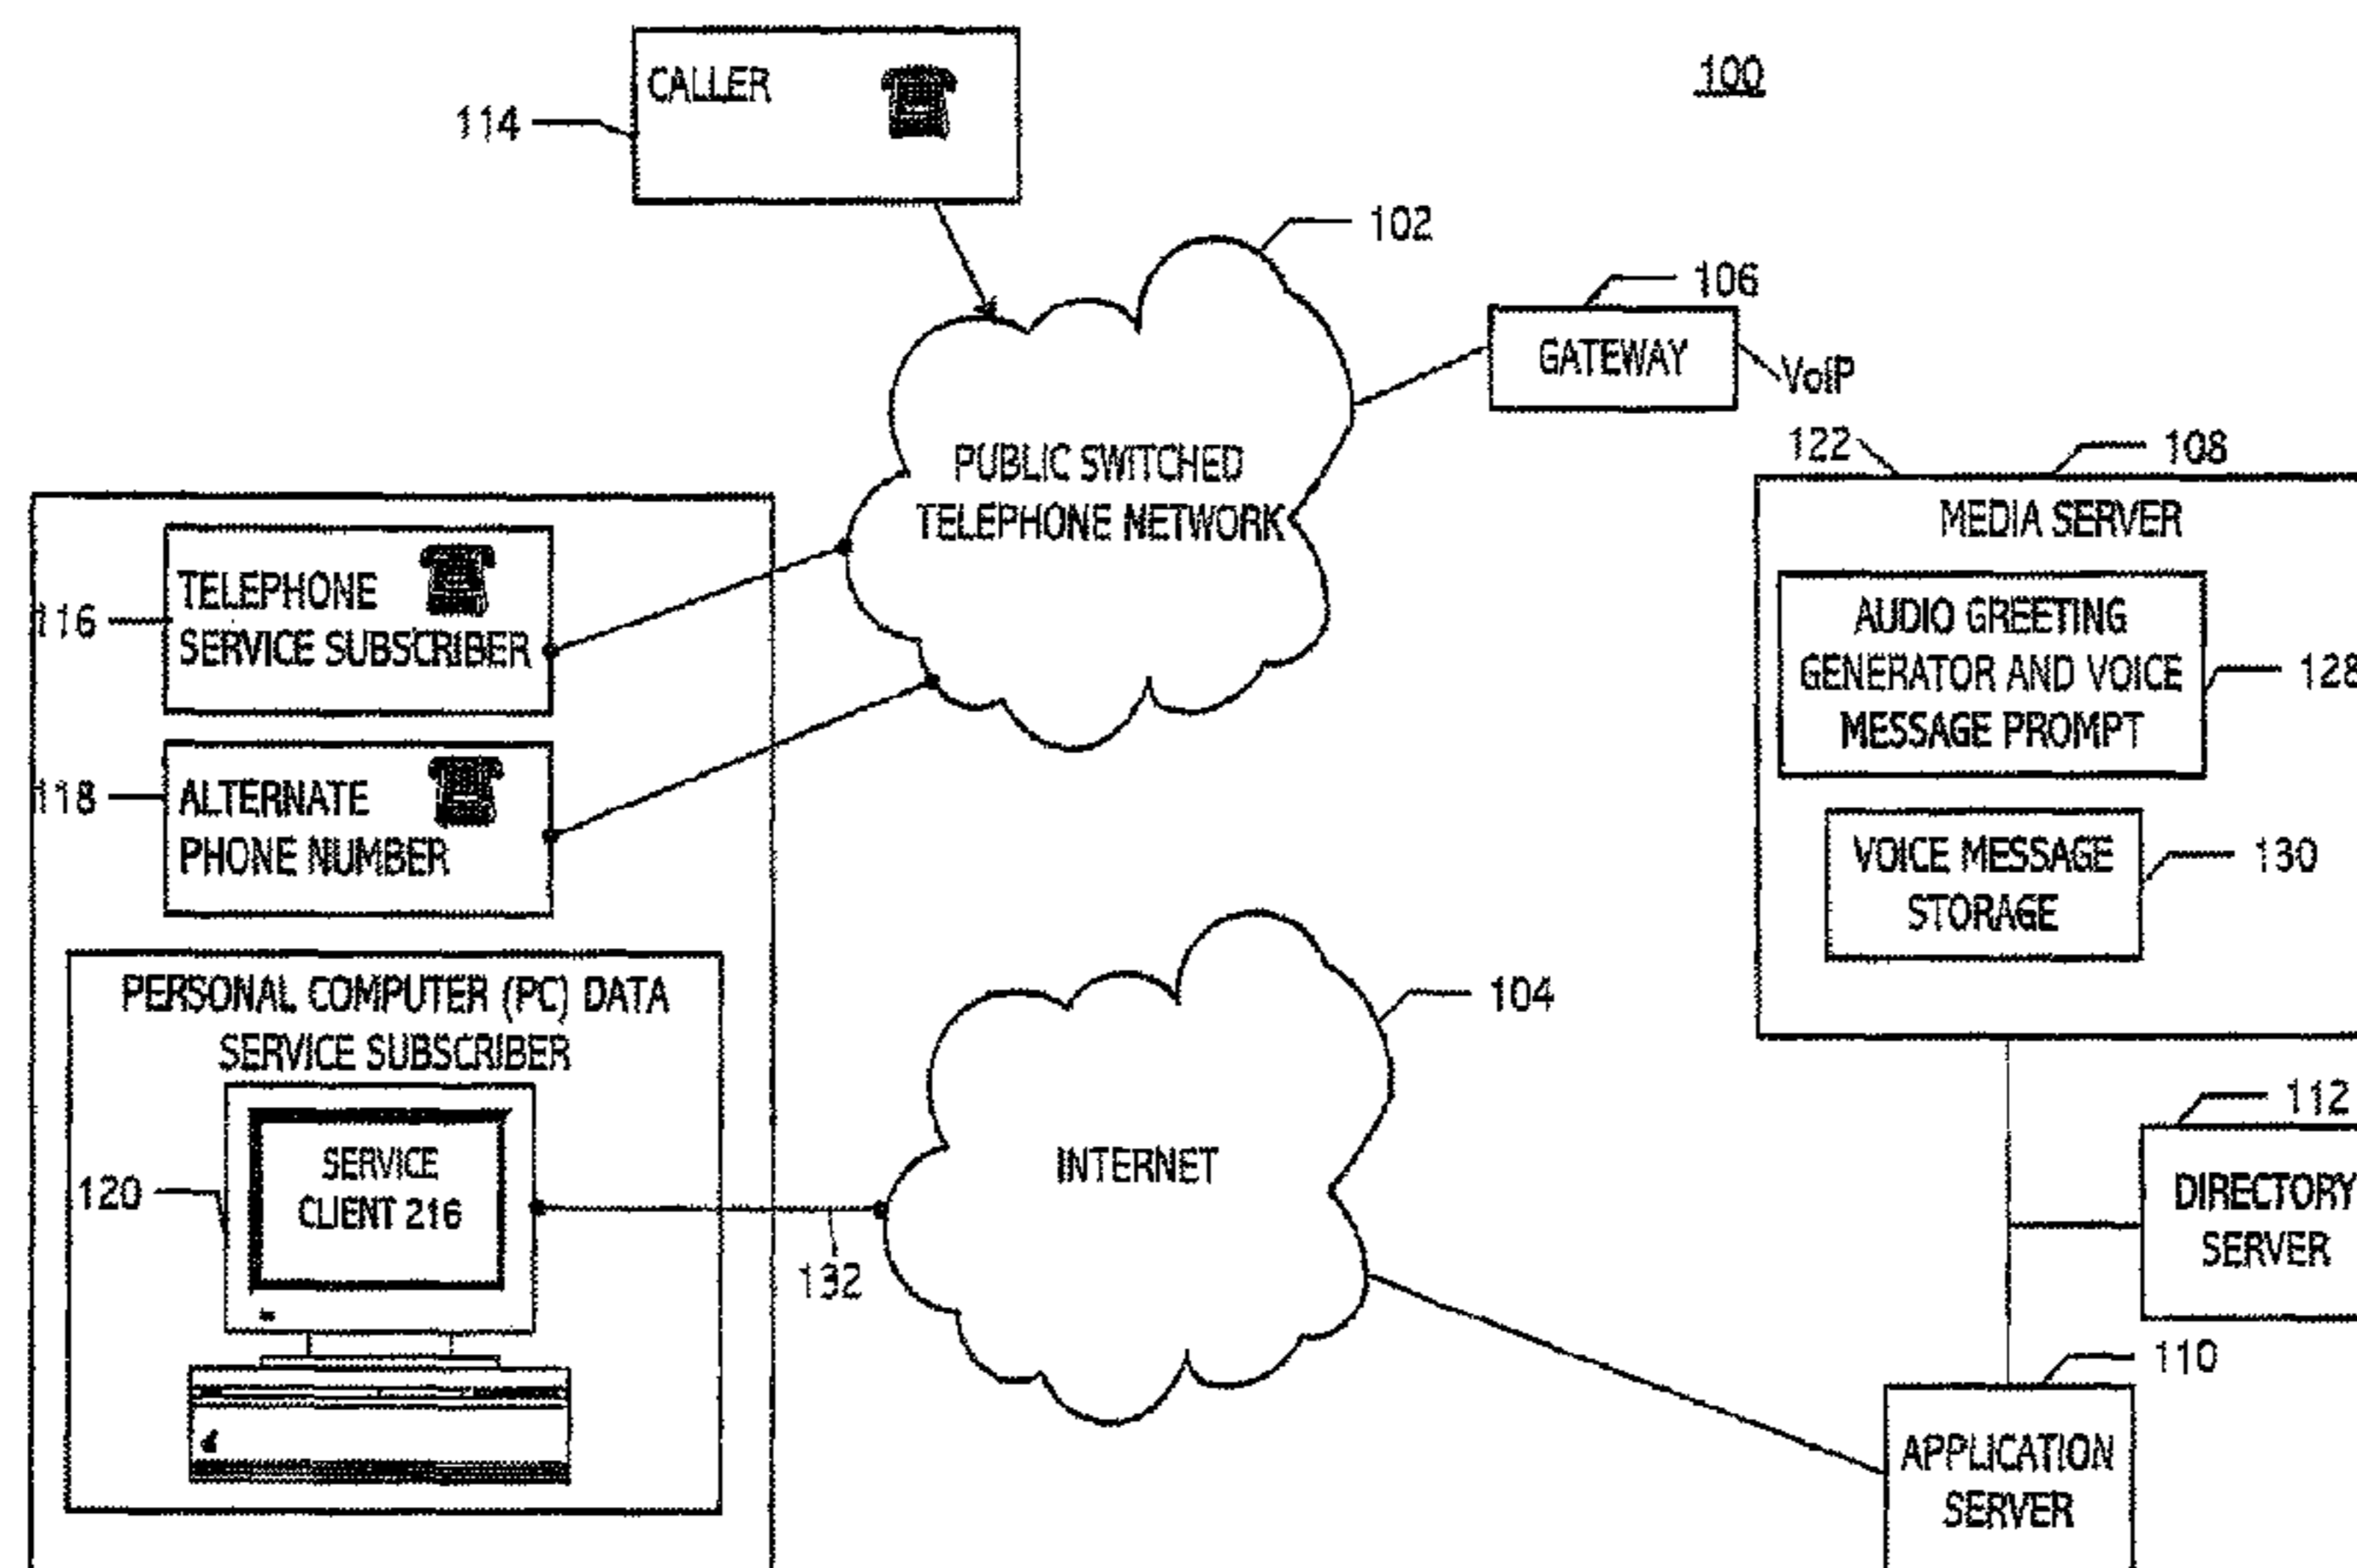 100
CALLER
114
102
106
GATEWAY
VoIP
PUBLIC SWITCHED
TELEPHONE NETWORK
122
108
MEDIA SERVER
AUDIO GREETING
GENERATOR AND VOICE
MESSAGE PROMPT
128
VOICE MESSAGE
STORAGE
130
TELEPHONE
SERVICE SUBSCRIBER
116
ALTERNATE
PHONE NUMBER
118
PERSONAL COMPUTER (PC) DATA
SERVICE SUBSCRIBER
SERVICE
CLIENT 216
120
132
104
INTERNET
112
DIRECTORY
SERVER
110
APPLICATION
SERVER